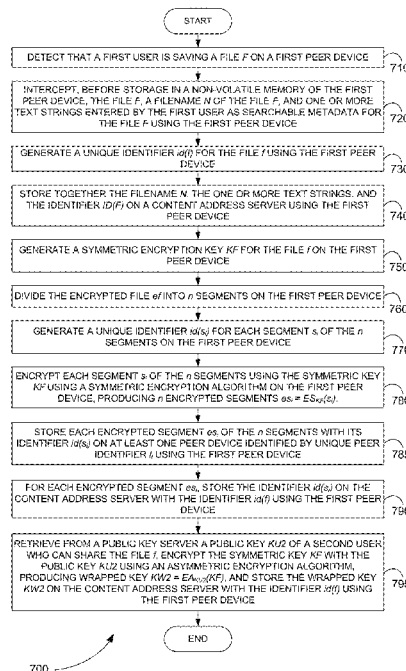 START
DETECT THAT A FIRST USER IS SAVING A FILE F ON A FIRST PEER DEVICE
710
INTERCEPT, BEFORE STORAGE IN A NON-VOLATILE MEMORY OF THE FIRST
PEER DEVICE, THE FILE F, A FILENAME N OF THE FILE F, AND ONE OR MORE
TEXT STRINGS ENTERED BY THE FIRST USER AS SEARCHABLE METADATA FOR
THE FILE F USING THE FIRST PEER DEVICE
720
GENERATE A UNIQUE IDENTIFIER id(f) FOR THE FILE f USING THE FIRST PEER
DEVICE
730
STORE TOGETHER THE FILENAME N, THE ONE OR MORE TEXT STRINGS, AND
THE IDENTIFIER ID(F) ON A CONTENT ADDRESS SERVER USING THE FIRST
PEER DEVICE
740
GENERATE A SYMMETRIC ENCRYPTION KEY KF FOR THE FILE f ON THE FIRST
PEER DEVICE
750
DIVIDE THE ENCRYPTED FILE ef INTO n SEGMENTS ON THE FIRST PEER DEVICE
760
GENERATE A UNIQUE IDENTIFIER id(sᵢ) FOR EACH SEGMENT sᵢ OF THE n
SEGMENTS ON THE FIRST PEER DEVICE
770
ENCRYPT EACH SEGMENT sᵢ OF THE n SEGMENTS USING THE SYMMETRIC KEY
KF USING A SYMMETRIC ENCRYPTION ALGORITHM ON THE FIRST PEER
DEVICE, PRODUCING n ENCRYPTED SEGMENTS esᵢ = ES_KF(sᵢ).
780
STORE EACH ENCRYPTED SEGMENT esᵢ OF THE n SEGMENTS WITH ITS
IDENTIFIER id(sᵢ) ON AT LEAST ONE PEER DEVICE IDENTIFIED BY UNIQUE PEER
IDENTIFIER Iⱼ USING THE FIRST PEER DEVICE
785
FOR EACH ENCRYPTED SEGMENT esᵢ, STORE THE IDENTIFIER id(sᵢ) ON THE
CONTENT ADDRESS SERVER WITH THE IDENTIFIER id(f) USING THE FIRST PEER
DEVICE
790
RETRIEVE FROM A PUBLIC KEY SERVER A PUBLIC KEY KU2 OF A SECOND USER
WHO CAN SHARE THE FILE f, ENCRYPT THE SYMMETRIC KEY KF WITH THE
PUBLIC KEY KU2 USING AN ASYMMETRIC ENCRYPTION ALGORITHM,
PRODUCING WRAPPED KEY KW2 = EA_KU2(KF), AND STORE THE WRAPPED KEY
KW2 ON THE CONTENT ADDRESS SERVER WITH THE IDENTIFIER id(f) USING
THE FIRST PEER DEVICE
795
END
700